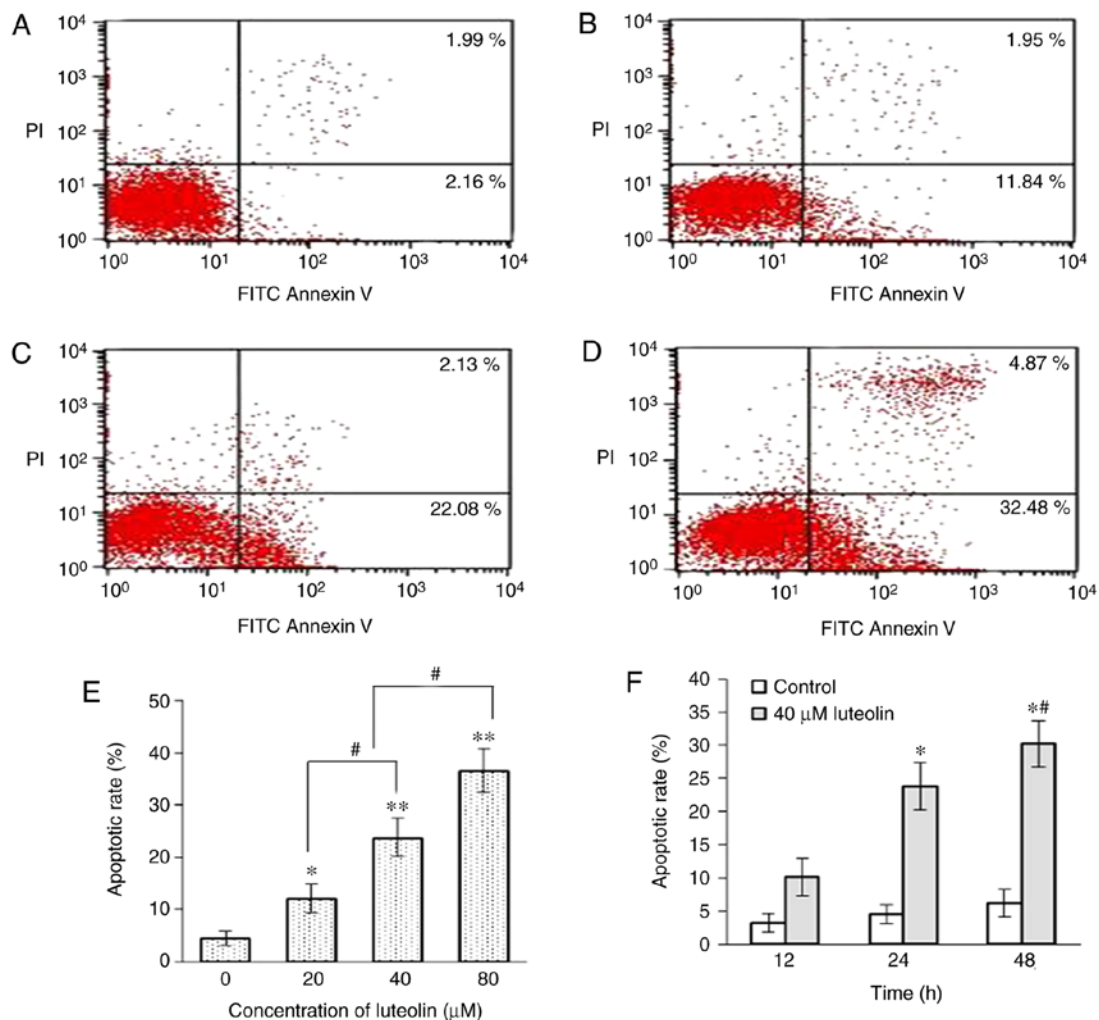 A
10⁴
10³
10²
10¹
10⁰
PI
1.99 %
2.16 %
10⁰ 10¹ 10² 10³ 10⁴
FITC Annexin V
B
10⁴
10³
10²
10¹
10⁰
PI
1.95 %
11.84 %
10⁰ 10¹ 10² 10³ 10⁴
FITC Annexin V
C
10⁴
10³
10²
10¹
10⁰
PI
2.13 %
22.08 %
10⁰ 10¹ 10² 10³ 10⁴
FITC Annexin V
D
10⁴
10³
10²
10¹
10⁰
PI
4.87 %
32.48 %
10⁰ 10¹ 10² 10³ 10⁴
FITC Annexin V
E
Apoptotic rate (%)
50
40
30
20
10
0
#
#
*
**
**
0 20 40 80
Concentration of luteolin (μM)
F
Apoptotic rate (%)
40
35
30
25
20
15
10
5
0
Control
40 μM luteolin
*
*#
12 24 48
Time (h)